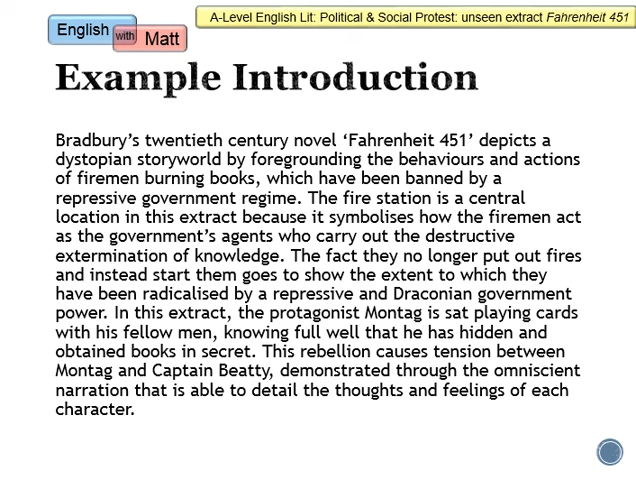 A-Level English Lit: Political & Social Protest: unseen extract Fahrenheit 451
English with Matt
Example Introduction
Bradbury's twentieth century novel 'Fahrenheit 451' depicts a
dystopian storyworld by foregrounding the behaviours and actions
of firemen burning books, which have been banned by a
repressive government regime. The fire station is a central
location in this extract because it symbolises how the firemen act
as the government's agents who carry out the destructive
extermination of knowledge. The fact they no longer put out fires
and instead start them goes to show the extent to which they
have been radicalised by a repressive and Draconian government
power. In this extract, the protagonist Montag is sat playing cards
with his fellow men, knowing full well that he has hidden and
obtained books in secret. This rebellion causes tension between
Montag and Captain Beatty, demonstrated through the omniscient
narration that is able to detail the thoughts and feelings of each
character.